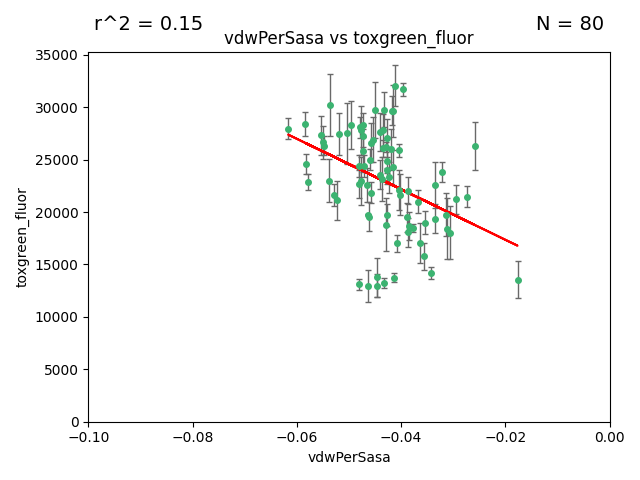 r^2 = 0.15
N = 80
vdwPerSasa vs toxgreen_fluor
35000
30000
25000
20000
15000
10000
5000
0
toxgreen_fluor
−0.10
−0.08
−0.06
−0.04
−0.02
0.00
vdwPerSasa